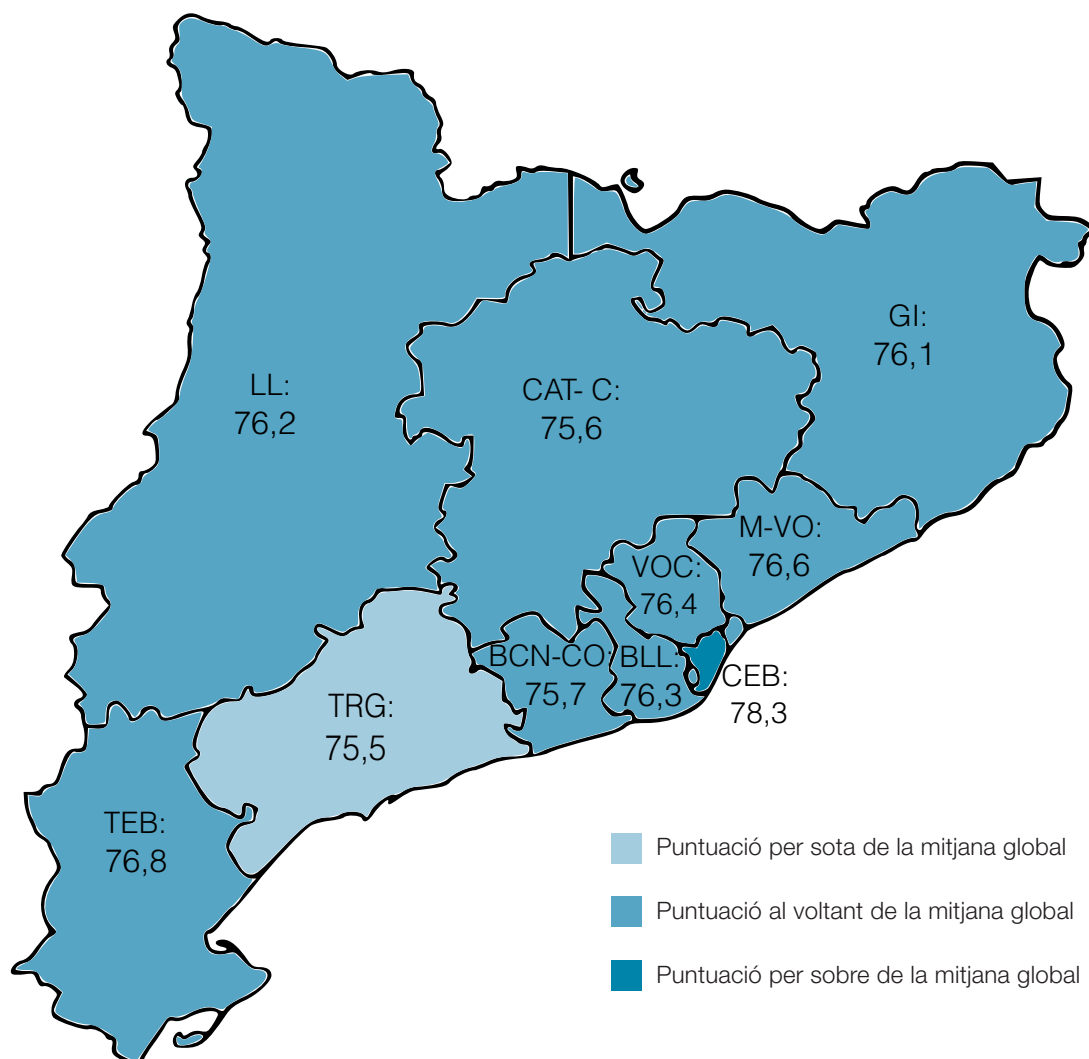 GI:
76,1
LL:
76,2
CAT- C:
75,6
M-VO:
76,6
VOC:
76,4
BCN-CO:
75,7
BLL:
76,3
CEB:
78,3
TRG:
75,5
TEB:
76,8
Puntuació per sota de la mitjana global
Puntuació al voltant de la mitjana global
Puntuació per sobre de la mitjana global